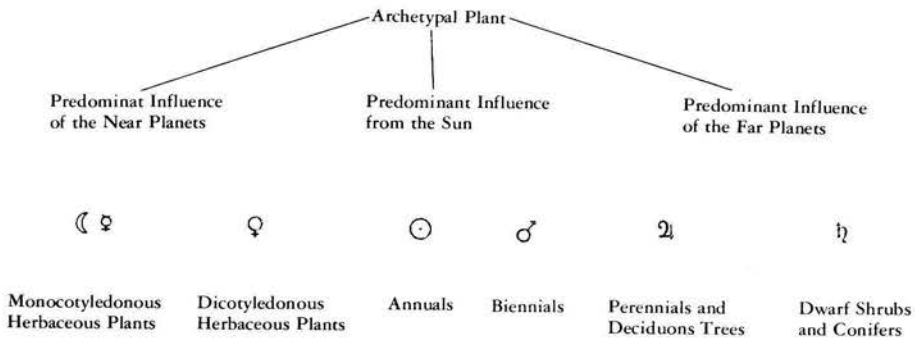 Archetypal Plant
Predominat Influence
of the Near Planets
Predominant Influence
from the Sun
Predominant Influence
of the Far Planets
☾ ☿
♀
☉
♂
♃
♄
Monocotyledonous
Herbaceous Plants
Dicotyledonous
Herbaceous Plants
Annuals
Biennials
Perennials and
Deciduons Trees
Dwarf Shrubs
and Conifers